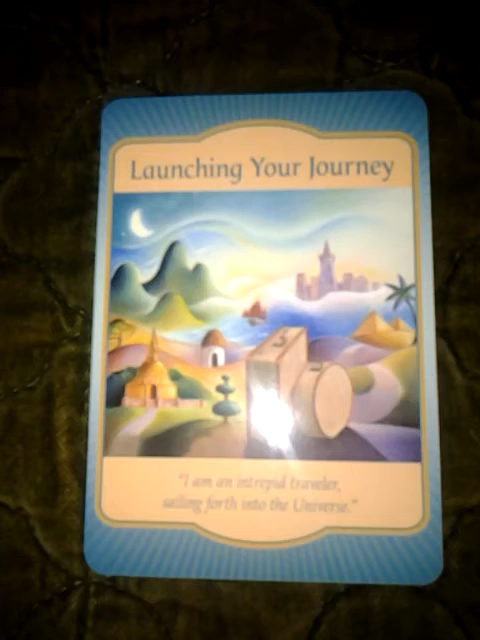 Launching Your Journey
"I am an intrepid traveler,
sailing forth into the Universe."